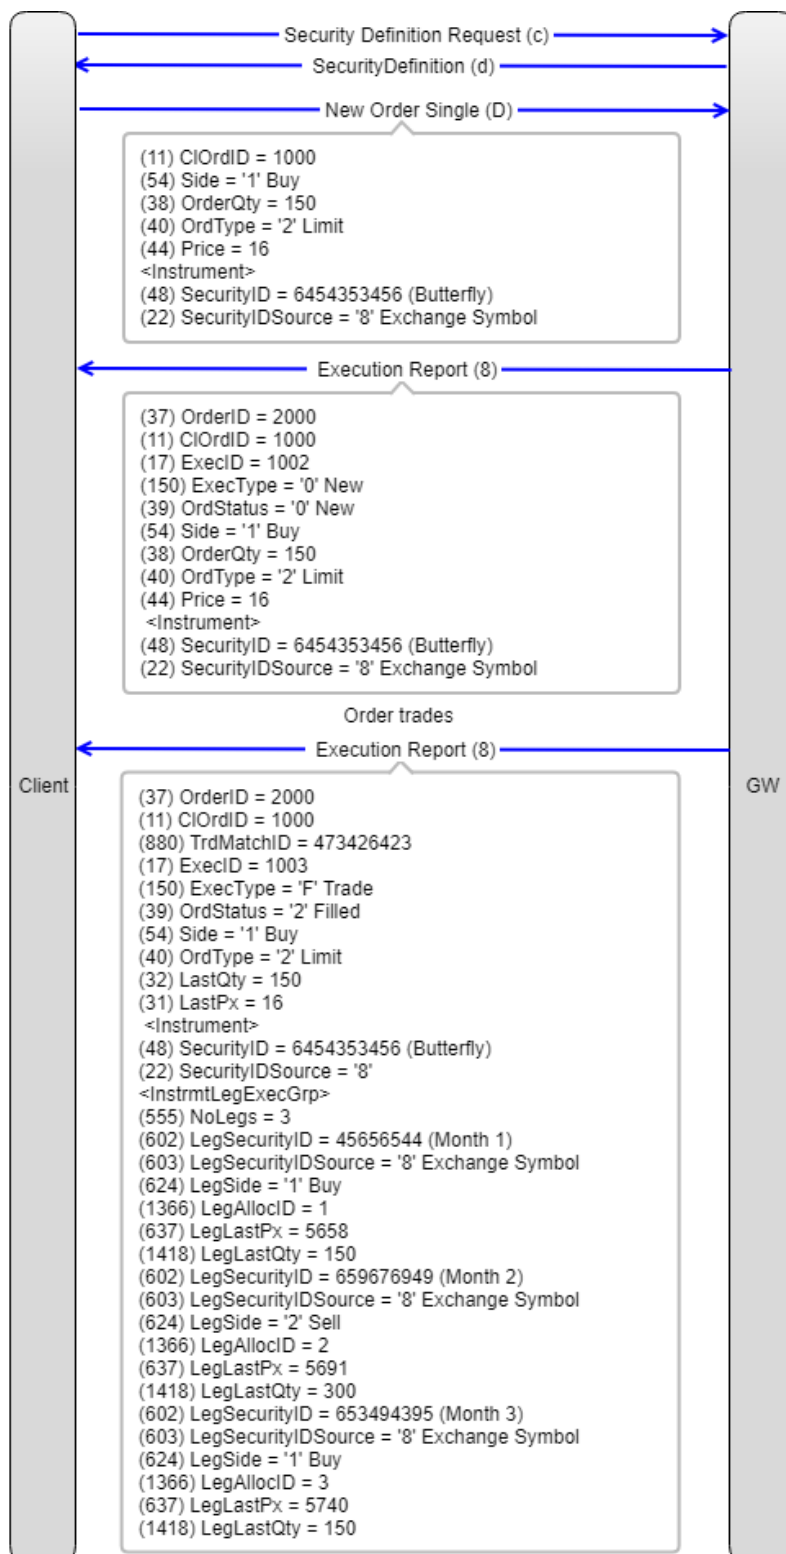 Security Definition Request (c)
SecurityDefinition (d)
New Order Single (D)
(11) ClOrdID = 1000
(54) Side = '1' Buy
(38) OrderQty = 150
(40) OrdType = '2' Limit
(44) Price = 16
<Instrument>
(48) SecurityID = 6454353456 (Butterfly)
(22) SecurityIDSource = '8' Exchange Symbol
Execution Report (8)
(37) OrderID = 2000
(11) ClOrdID = 1000
(17) ExecID = 1002
(150) ExecType = '0' New
(39) OrdStatus = '0' New
(54) Side = '1' Buy
(38) OrderQty = 150
(40) OrdType = '2' Limit
(44) Price = 16
<Instrument>
(48) SecurityID = 6454353456 (Butterfly)
(22) SecurityIDSource = '8' Exchange Symbol
Order trades
Execution Report (8)
Client
GW
(37) OrderID = 2000
(11) ClOrdID = 1000
(880) TrdMatchID = 473426423
(17) ExecID = 1003
(150) ExecType = 'F' Trade
(39) OrdStatus = '2' Filled
(54) Side = '1' Buy
(40) OrdType = '2' Limit
(32) LastQty = 150
(31) LastPx = 16
<Instrument>
(48) SecurityID = 6454353456 (Butterfly)
(22) SecurityIDSource = '8'
<InstrmtLegExecGrp>
(555) NoLegs = 3
(602) LegSecurityID = 45656544 (Month 1)
(603) LegSecurityIDSource = '8' Exchange Symbol
(624) LegSide = '1' Buy
(1366) LegAllocID = 1
(637) LegLastPx = 5658
(1418) LegLastQty = 150
(602) LegSecurityID = 659676949 (Month 2)
(603) LegSecurityIDSource = '8' Exchange Symbol
(624) LegSide = '2' Sell
(1366) LegAllocID = 2
(637) LegLastPx = 5691
(1418) LegLastQty = 300
(602) LegSecurityID = 653494395 (Month 3)
(603) LegSecurityIDSource = '8' Exchange Symbol
(624) LegSide = '1' Buy
(1366) LegAllocID = 3
(637) LegLastPx = 5740
(1418) LegLastQty = 150